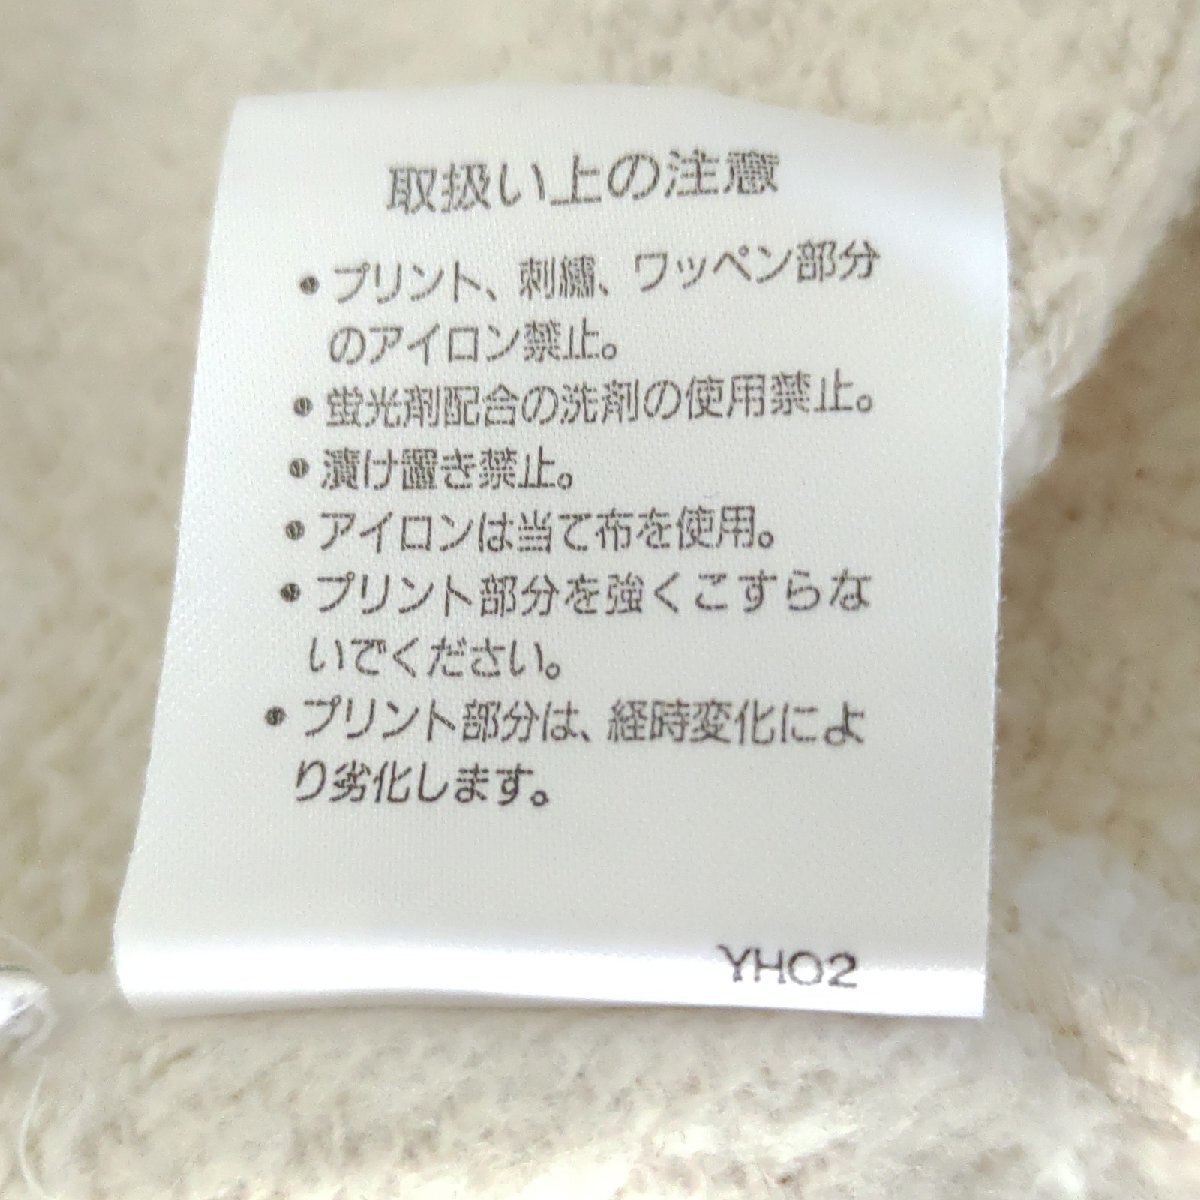 取扱い上の注意
•プリント、刺繍、ワッペン部分
のアイロン禁止。
•蛍光剤配合の洗剤の使用禁止。
•漬け置き禁止。
•アイロンは当て布を使用。
•プリント部分を強くこすらな
いでください。
•プリント部分は、経時変化によ
り劣化します。
YH02